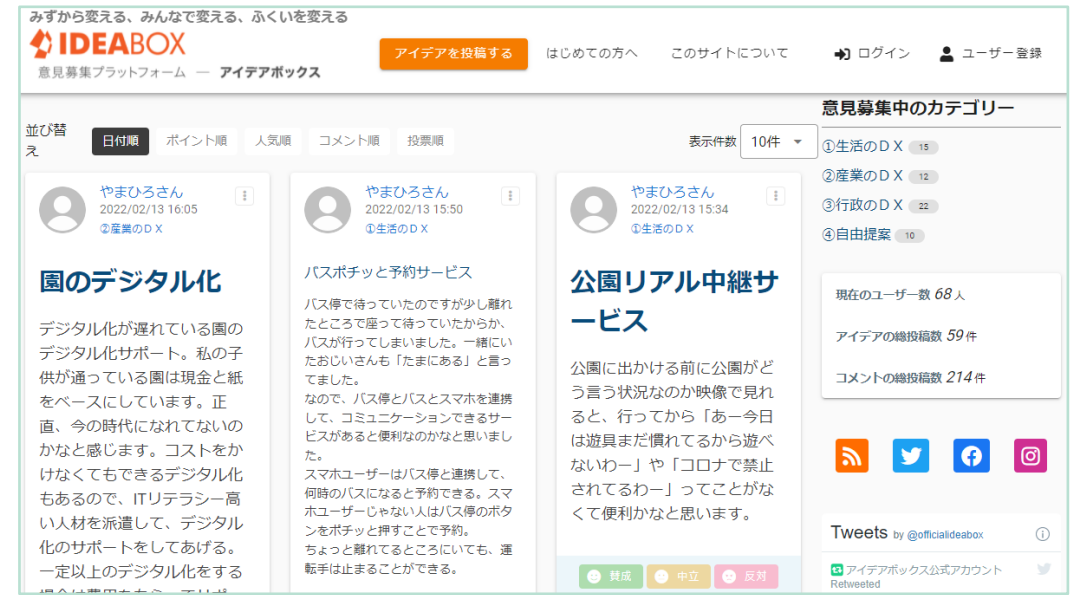 みずから変える、みんなで変える、ふくいを変える
IDEABOX
意見募集プラットフォーム ― アイデアボックス
アイデアを投稿する
はじめての方へ
このサイトについて
ログイン
ユーザー登録
並び替
え
日付順
ポイント順
人気順
コメント順
投票順
表示件数
10件
やまひろさん
2022/02/13 16:05
②産業のＤＸ
園のデジタル化
デジタル化が遅れている園の
デジタル化サポート。私の子
供が通っている園は現金と紙
をベースにしています。正
直、今の時代になれてないの
かなと感じます。コストをか
けなくてもできるデジタル化
もあるので、ITリテラシー高
い人材を派遣して、デジタル
化のサポートをしてあげる。
一定以上のデジタル化をする
やまひろさん
2022/02/13 15:50
①生活のＤＸ
バスポチッと予約サービス
バス停で待っていたのですが少し離れ
たところで座って待っていたからか、
バスが行ってしまいました。一緒にい
たおじいさんも「たまにある」と言っ
てました。
なので、バス停とバスとスマホを連携
して、コミュニケーションできるサー
ビスがあると便利なのかなと思いまし
た。
スマホユーザーはバス停と連携して、
何時のバスになると予約できる。スマ
ホユーザーじゃない人はバス停のボタ
ンをポチッと押すことで予約。
ちょっと離れてるところにいても、運
転手は止まることができる。
やまひろさん
2022/02/13 15:34
①生活のＤＸ
公園リアル中継サ
ービス
公園に出かける前に公園がど
う言う状況なのか映像で見れ
ると、行ってから「あー今日
は遊具まだ慣れてるから遊べ
ないわー」や「コロナで禁止
されてるわー」ってことがな
くて便利かなと思います。
賛成
中立
反対
意見募集中のカテゴリー
①生活のＤＸ 15
②産業のＤＸ 12
③行政のＤＸ 22
④自由提案 10
現在のユーザー数 68 人
アイデアの総投稿数 59 件
コメントの総投稿数 214 件
Tweets by @officialideabox
アイデアボックス公式アカウント
Retweeted